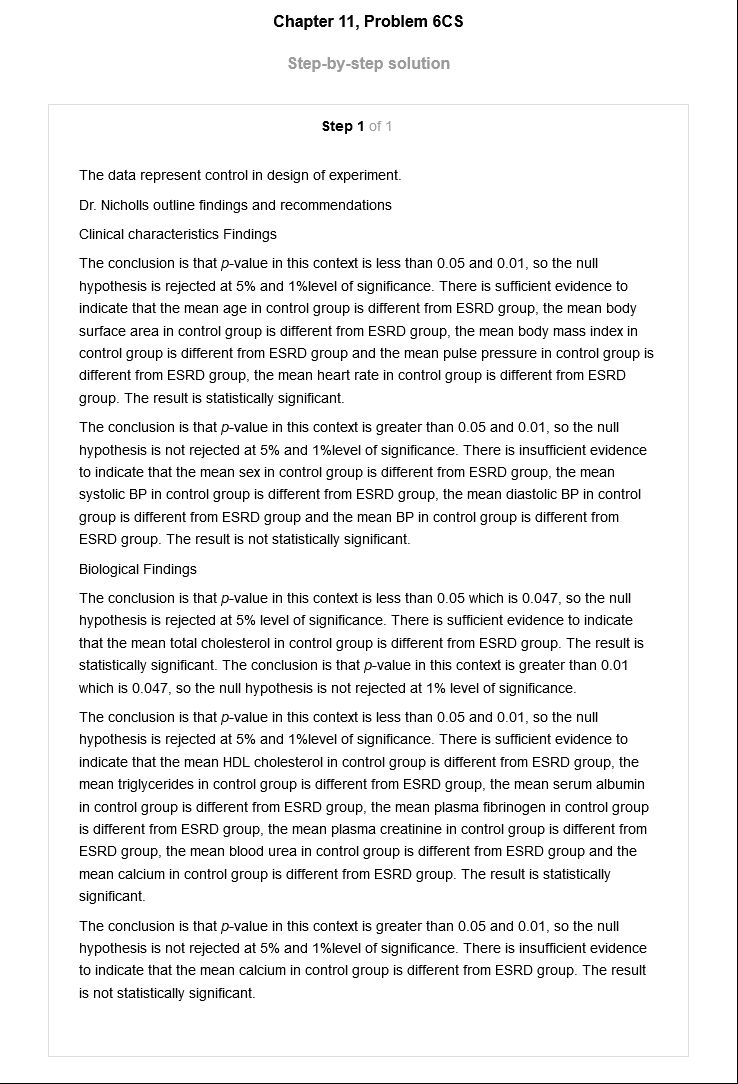 Chapter 11, Problem 6CS
Step-by-step solution
Step 1 of 1
The data represent control in design of experiment.
Dr. Nicholls outline findings and recommendations
Clinical characteristics Findings
The conclusion is that p-value in this context is less than 0.05 and 0.01, so the null
hypothesis is rejected at 5% and 1%level of significance. There is sufficient evidence to
indicate that the mean age in control group is different from ESRD group, the mean body
surface area in control group is different from ESRD group, the mean body mass index in
control group is different from ESRD group and the mean pulse pressure in control group is
different from ESRD group, the mean heart rate in control group is different from ESRD
group. The result is statistically significant.
The conclusion is that p-value in this context is greater than 0.05 and 0.01, so the null
hypothesis is not rejected at 5% and 1%level of significance. There is insufficient evidence
to indicate that the mean sex in control group is different from ESRD group, the mean
systolic BP in control group is different from ESRD group, the mean diastolic BP in control
group is different from ESRD group and the mean BP in control group is different from
ESRD group. The result is not statistically significant.
Biological Findings
The conclusion is that p-value in this context is less than 0.05 which is 0.047, so the null
hypothesis is rejected at 5% level of significance. There is sufficient evidence to indicate
that the mean total cholesterol in control group is different from ESRD group. The result is
statistically significant. The conclusion is that p-value in this context is greater than 0.01
which is 0.047, so the null hypothesis is not rejected at 1% level of significance.
The conclusion is that p-value in this context is less than 0.05 and 0.01, so the null
hypothesis is rejected at 5% and 1%level of significance. There is sufficient evidence to
indicate that the mean HDL cholesterol in control group is different from ESRD group, the
mean triglycerides in control group is different from ESRD group, the mean serum albumin
in control group is different from ESRD group, the mean plasma fibrinogen in control group
is different from ESRD group, the mean plasma creatinine in control group is different from
ESRD group, the mean blood urea in control group is different from ESRD group and the
mean calcium in control group is different from ESRD group. The result is statistically
significant.
The conclusion is that p-value in this context is greater than 0.05 and 0.01, so the null
hypothesis is not rejected at 5% and 1%level of significance. There is insufficient evidence
to indicate that the mean calcium in control group is different from ESRD group. The result
is not statistically significant.